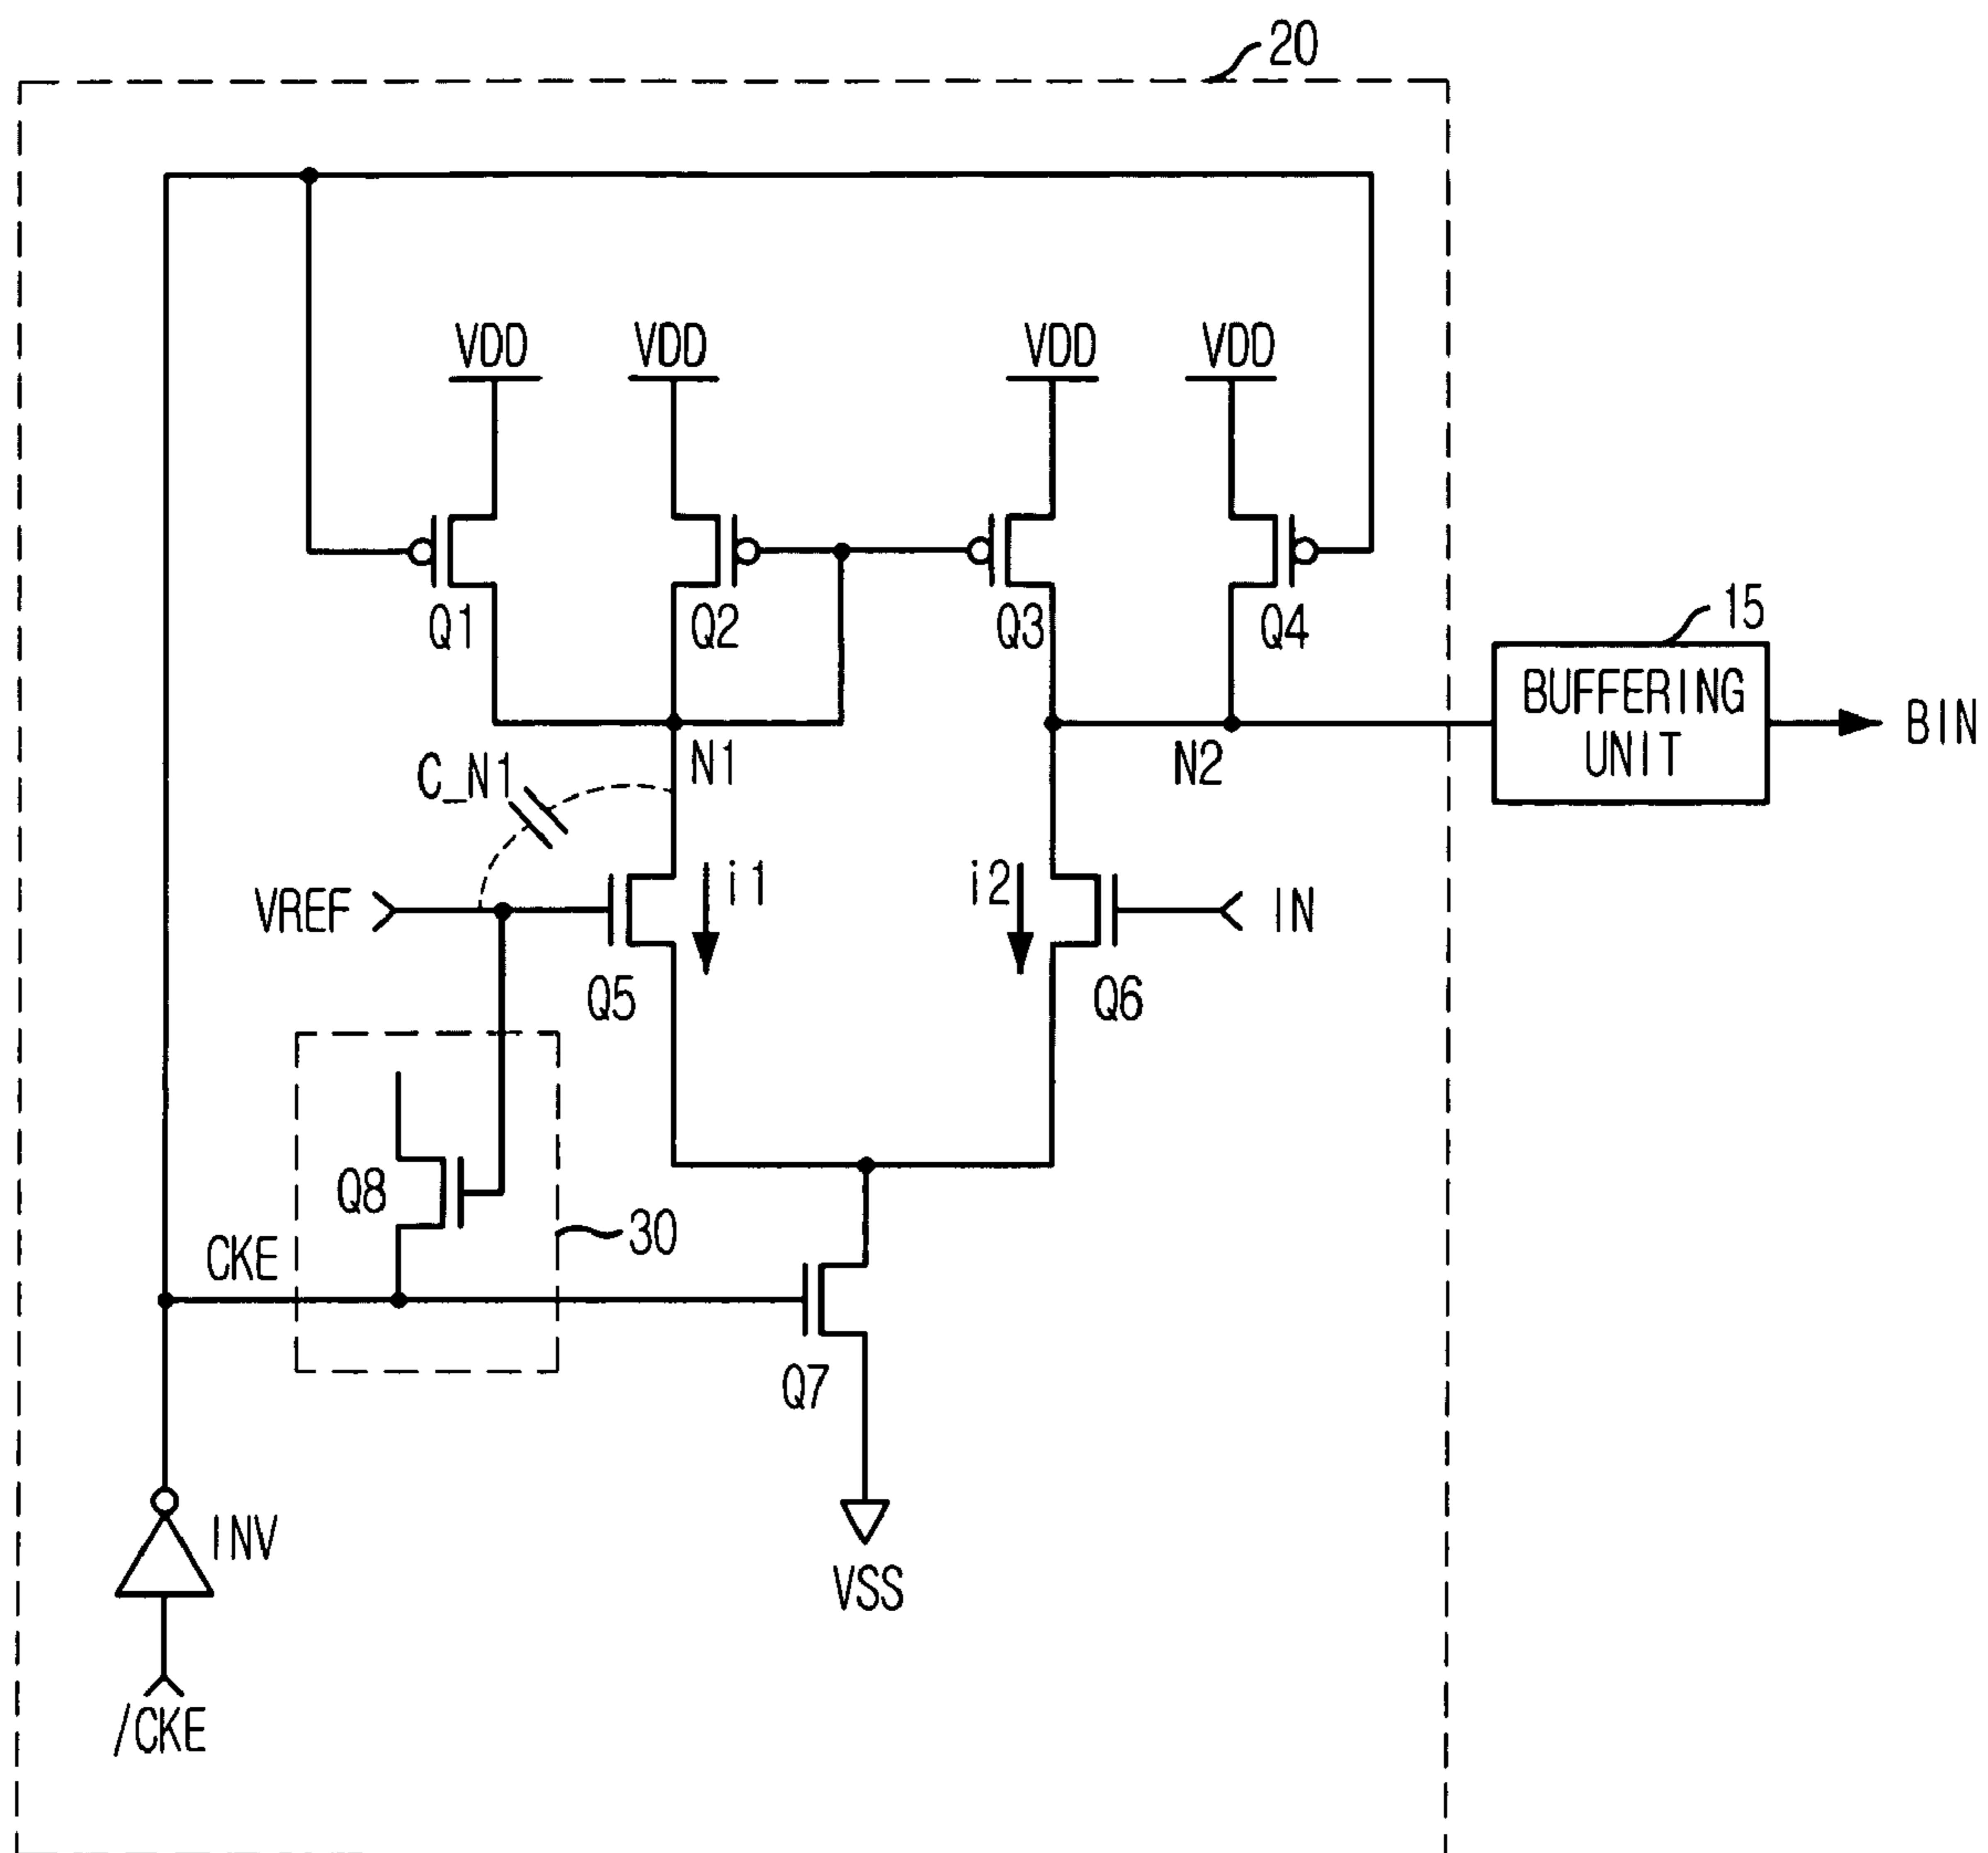 20
VDD
VDD
VDD
VDD
Q1
Q2
Q3
Q4
15
BUFFERING
UNIT
BIN
C_N1
N1
N2
VREF
i1
i2
IN
Q5
Q6
Q8
30
CKE
Q7
INV
VSS
/CKE